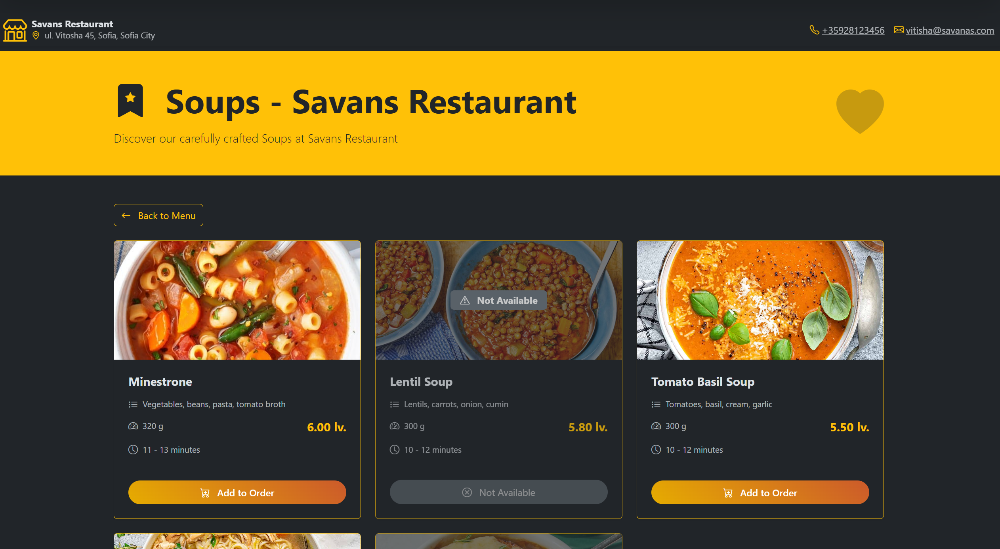 Savans Restaurant
ul. Vitosha 45, Sofia, Sofia City
+35928123456
vitisha@savanas.com
Soups - Savans Restaurant
Discover our carefully crafted Soups at Savans Restaurant
Back to Menu
Minestrone
Vegetables, beans, pasta, tomato broth
320 g
6.00 lv.
11 - 13 minutes
Add to Order
Not Available
Lentil Soup
Lentils, carrots, onion, cumin
300 g
5.80 lv.
10 - 12 minutes
Not Available
Tomato Basil Soup
Tomatoes, basil, cream, garlic
300 g
5.50 lv.
10 - 12 minutes
Add to Order